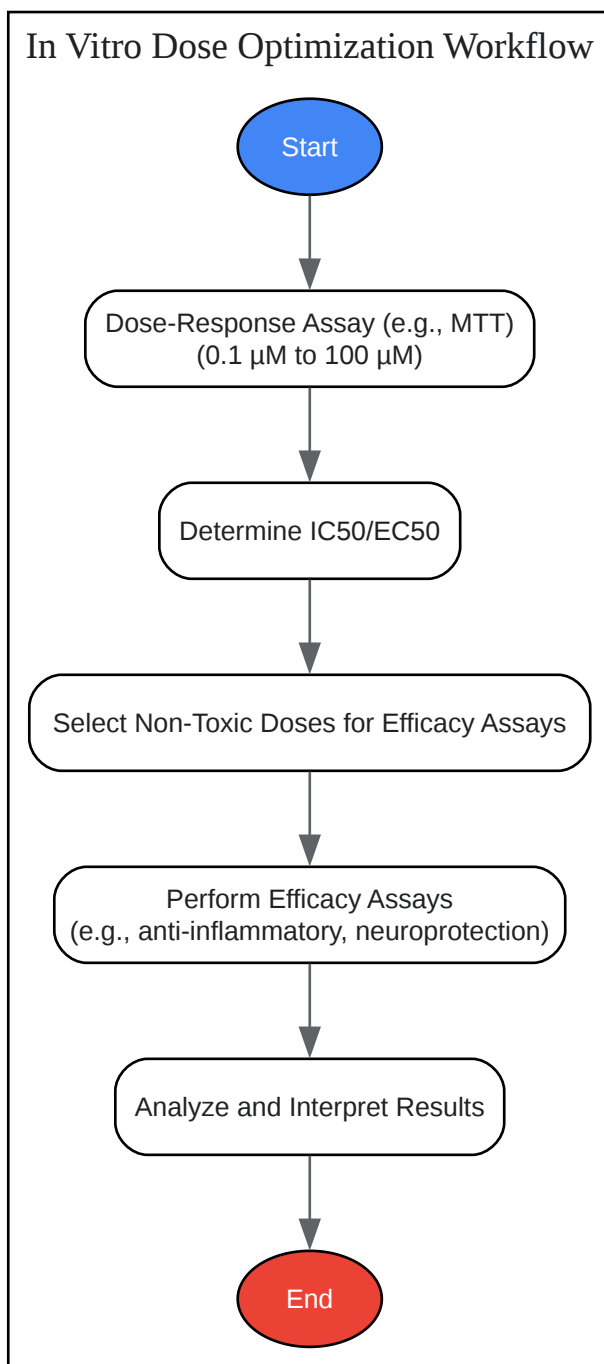 In Vitro Dose Optimization Workflow
Start
Dose-Response Assay (e.g., MTT)
(0.1 µM to 100 µM)
Determine IC50/EC50
Select Non-Toxic Doses for Efficacy Assays
Perform Efficacy Assays
(e.g., anti-inflammatory, neuroprotection)
Analyze and Interpret Results
End